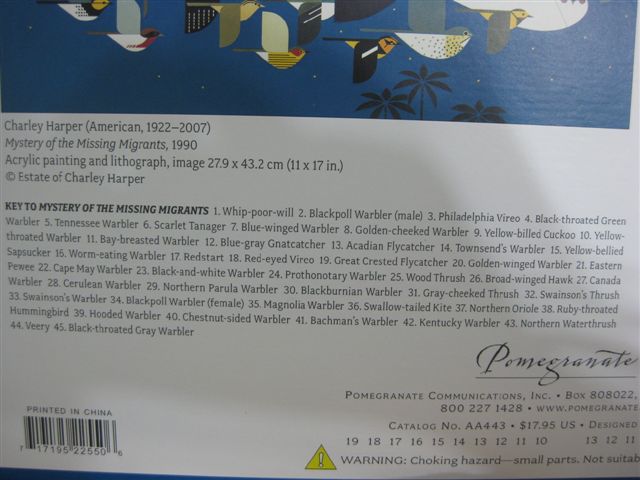 Charley Harper (American, 1922–2007)
Mystery of the Missing Migrants, 1990
Acrylic painting and lithograph, image 27.9 x 43.2 cm (11 x 17 in.)
© Estate of Charley Harper
KEY TO MYSTERY OF THE MISSING MIGRANTS 1. Whip-poor-will 2. Blackpoll Warbler (male) 3. Philadelphia Vireo 4. Black-throated Green
Warbler 5. Tennessee Warbler 6. Scarlet Tanager 7. Blue-winged Warbler 8. Golden-cheeked Warbler 9. Yellow-billed Cuckoo 10. Yellow-
throated Warbler 11. Bay-breasted Warbler 12. Blue-gray Gnatcatcher 13. Acadian Flycatcher 14. Townsend's Warbler 15. Yellow-bellied
Sapsucker 16. Worm-eating Warbler 17. Redstart 18. Red-eyed Vireo 19. Great Crested Flycatcher 20. Golden-winged Warbler 21. Eastern
Pewee 22. Cape May Warbler 23. Black-and-white Warbler 24. Prothonotary Warbler 25. Wood Thrush 26. Broad-winged Hawk 27. Canada
Warbler 28. Cerulean Warbler 29. Northern Parula Warbler 30. Blackburnian Warbler 31. Gray-cheeked Thrush 32. Swainson's Thrush
33. Swainson's Warbler 34. Blackpoll Warbler (female) 35. Magnolia Warbler 36. Swallow-tailed Kite 37. Northern Oriole 38. Ruby-throated
Hummingbird 39. Hooded Warbler 40. Chestnut-sided Warbler 41. Bachman's Warbler 42. Kentucky Warbler 43. Northern Waterthrush
44. Veery 45. Black-throated Gray Warbler
Pomegranate
POMEGRANATE COMMUNICATIONS, INC. • BOX 808022,
800 227 1428 • WWW.POMEGRANATE
CATALOG NO. AA443 • $17.95 US • DESIGNED
19 18 17 16 15 14 13 12 11 10 13 12 11
WARNING: Choking hazard—small parts. Not suitab
PRINTED IN CHINA
7 17195 22550 6